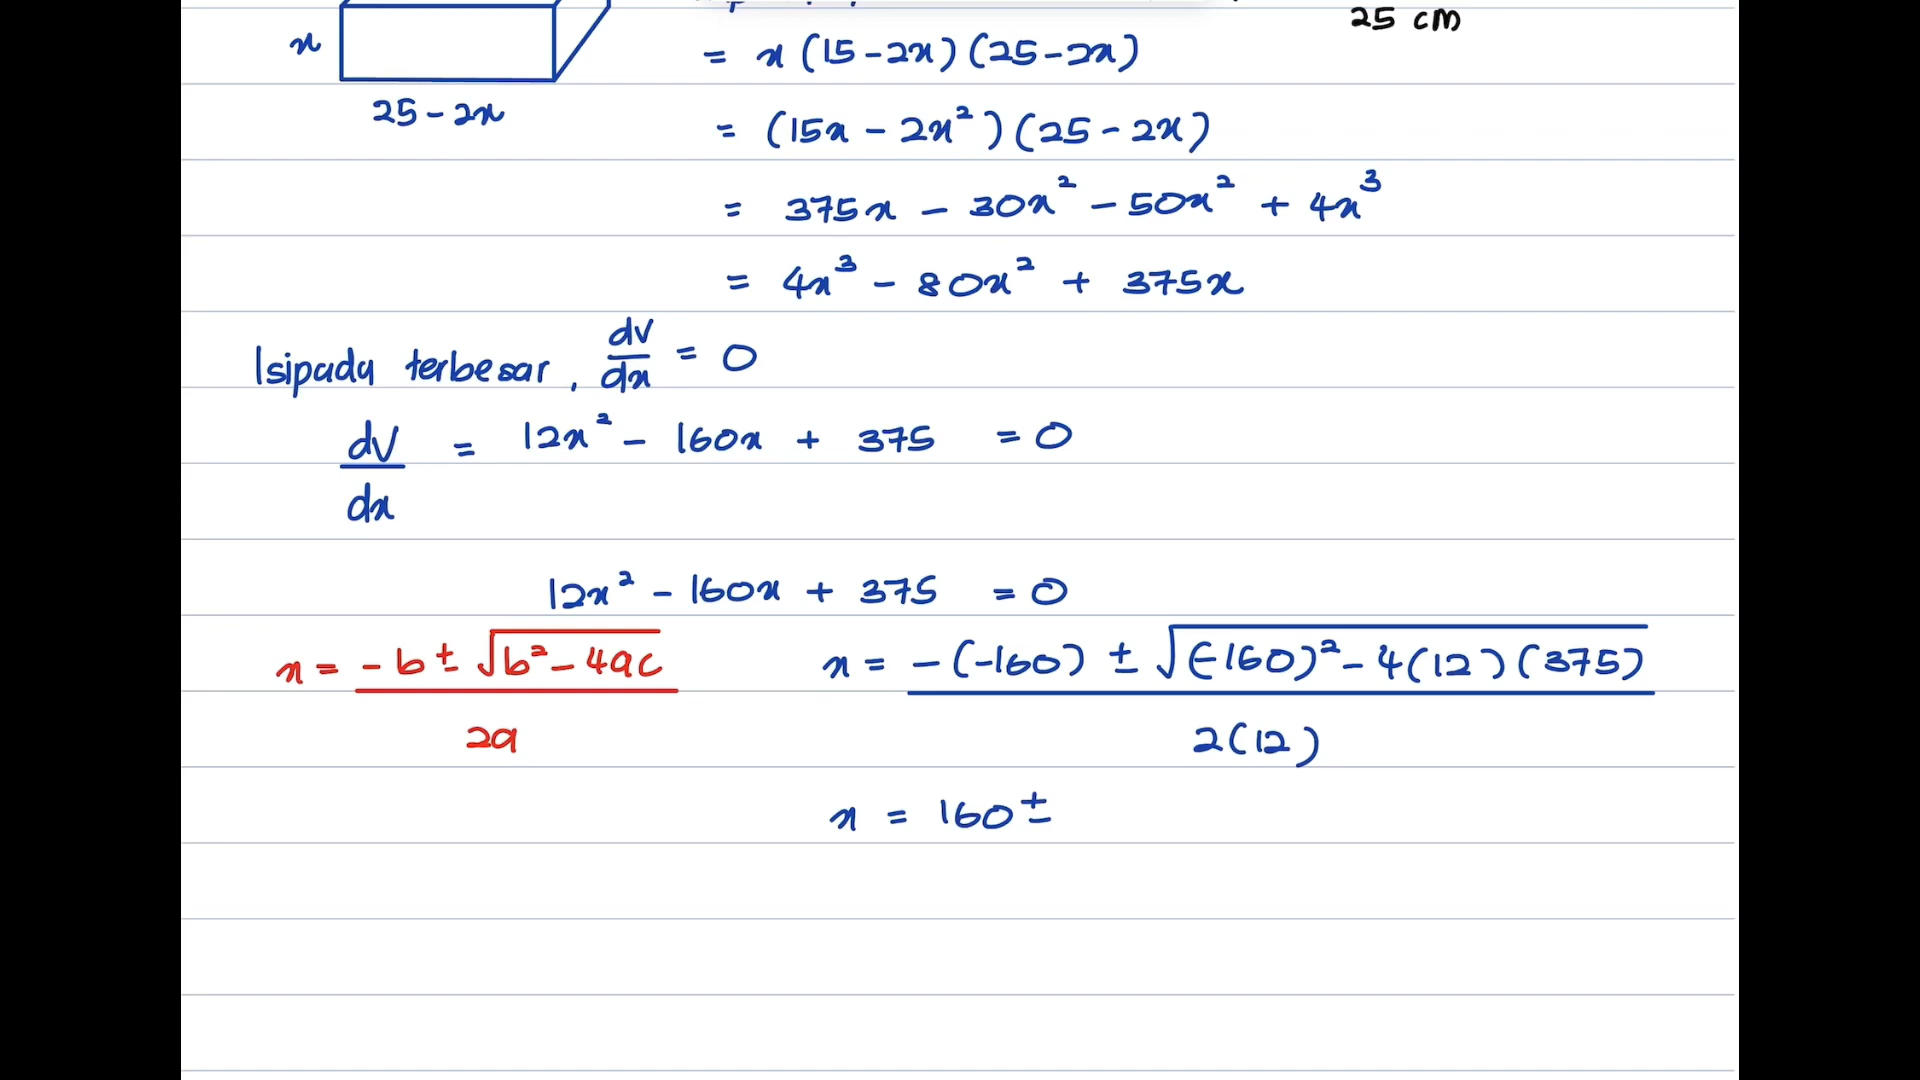 25 cm
x
= x (15 - 2x) (25 - 2x)
25 - 2x
= (15x - 2x²) (25 - 2x)
= 375x - 30x² - 50x² + 4x³
= 4x³ - 80x² + 375x
Isipadu terbesar, dV/dx = 0
dV/dx = 12x² - 160x + 375 = 0
12x² - 160x + 375 = 0
x = (-b ± √(b² - 4ac)) / 2a
x = (-(-160) ± √((-160)² - 4(12)(375))) / 2(12)
x = 160 ±